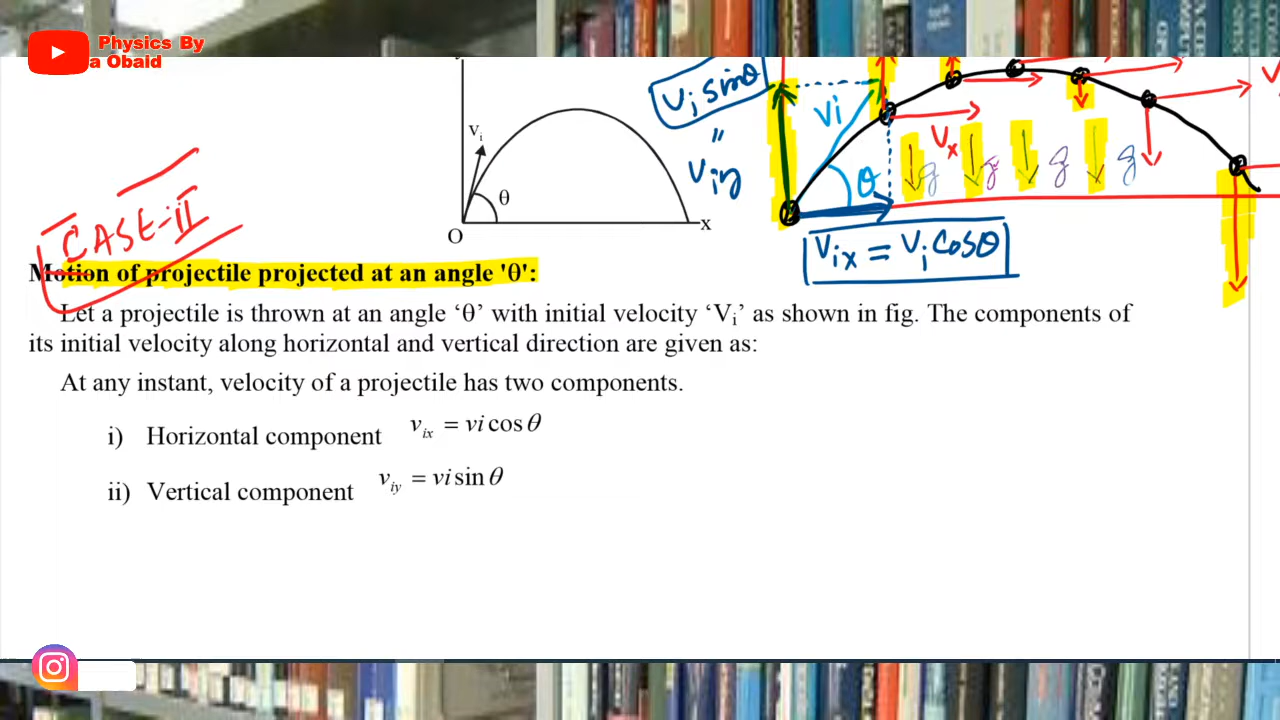 Physics By
a Obaid
Vi sinθ
"
Viy
Vi
θ
Vx
g g g g
Vix = Vi cosθ
Vi
θ
O
x
CASE-II
Motion of projectile projected at an angle 'θ':
Let a projectile is thrown at an angle ‘θ’ with initial velocity ‘Vi’ as shown in fig. The components of
its initial velocity along horizontal and vertical direction are given as:
At any instant, velocity of a projectile has two components.
i) Horizontal component vix = vi cos θ
ii) Vertical component viy = vi sin θ